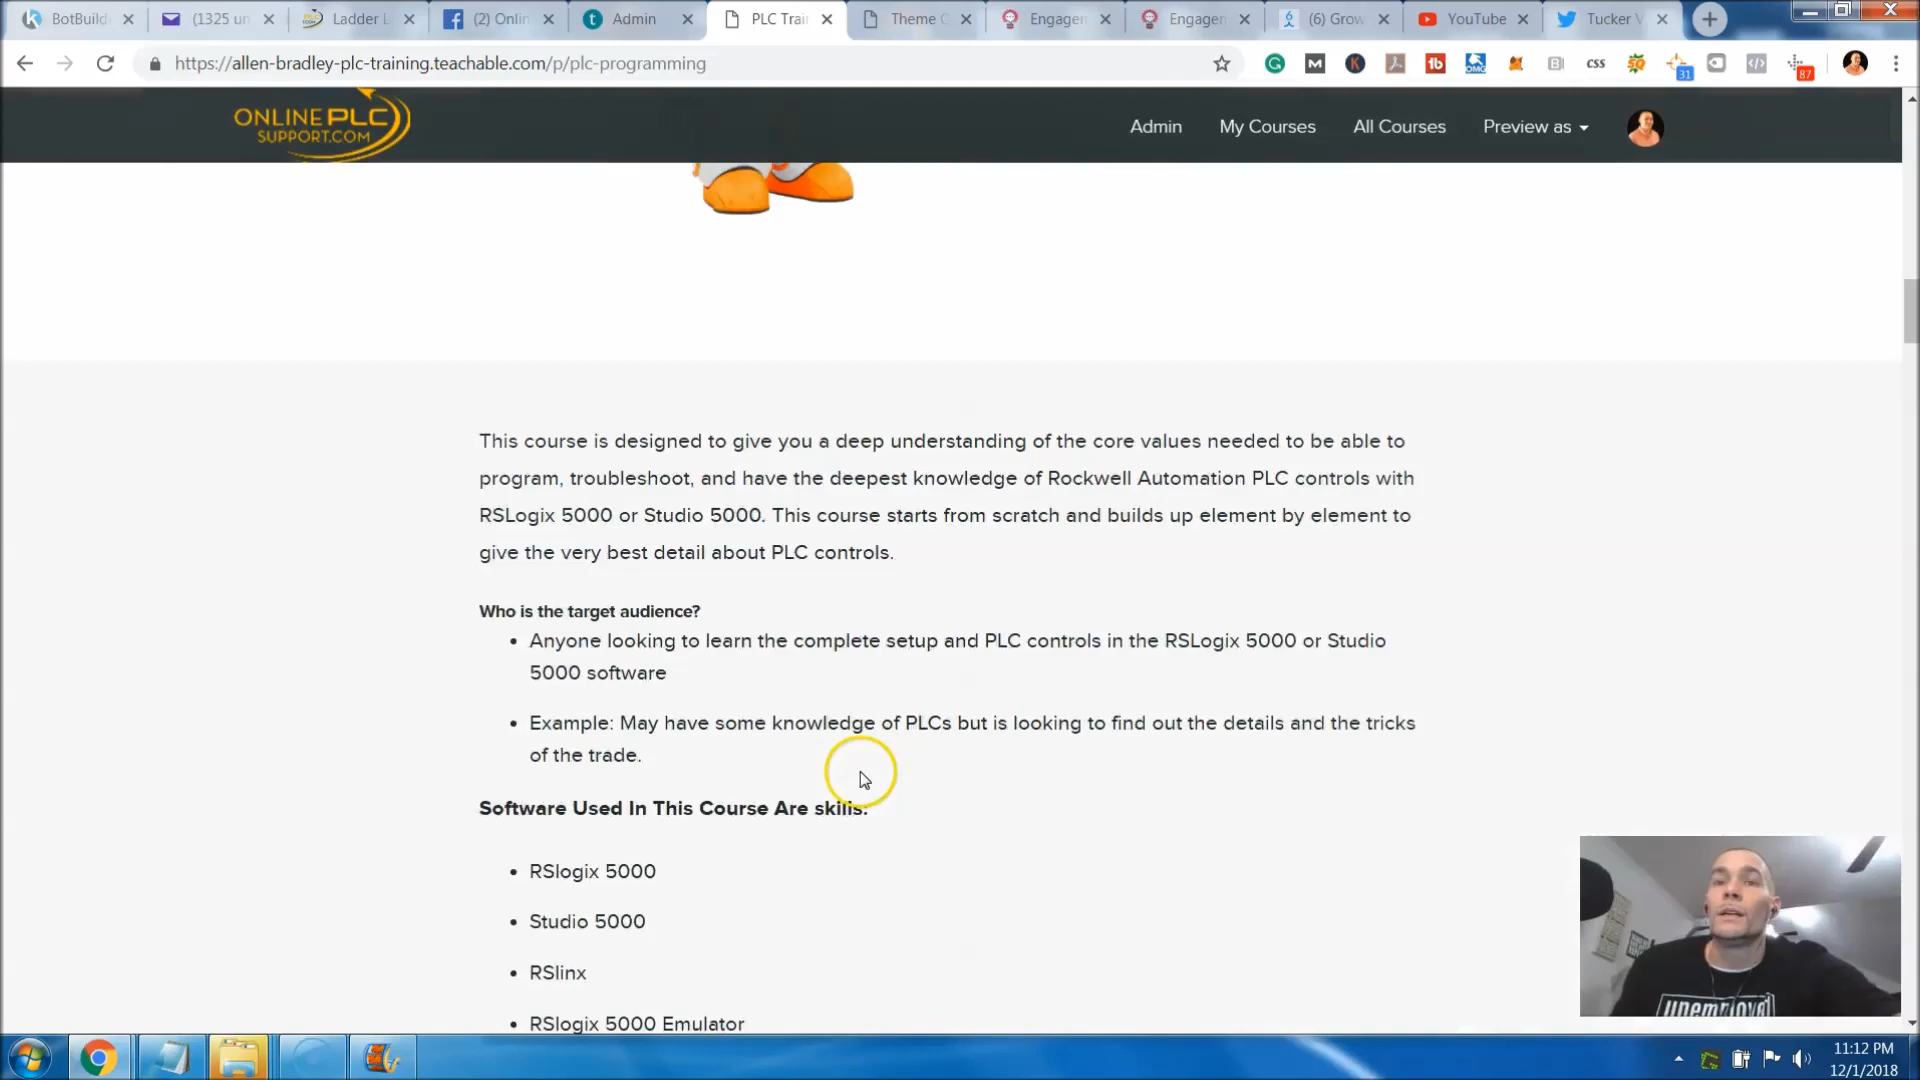 BotBuild
(1325 un
Ladder L
(2) Onlin
Admin
PLC Trai
Theme C
Engagen
Engagen
(6) Grow
YouTube
Tucker V
https://allen-bradley-plc-training.teachable.com/p/plc-programming
css
31
87
ONLINE PLC
SUPPORT.COM
Admin
My Courses
All Courses
Preview as
This course is designed to give you a deep understanding of the core values needed to be able to
program, troubleshoot, and have the deepest knowledge of Rockwell Automation PLC controls with
RSLogix 5000 or Studio 5000. This course starts from scratch and builds up element by element to
give the very best detail about PLC controls.
Who is the target audience?
• Anyone looking to learn the complete setup and PLC controls in the RSLogix 5000 or Studio
5000 software
• Example: May have some knowledge of PLCs but is looking to find out the details and the tricks
of the trade.
Software Used In This Course Are skills:
• RSlogix 5000
• Studio 5000
• RSlinx
• RSlogix 5000 Emulator
unemployed
11:12 PM
12/1/2018